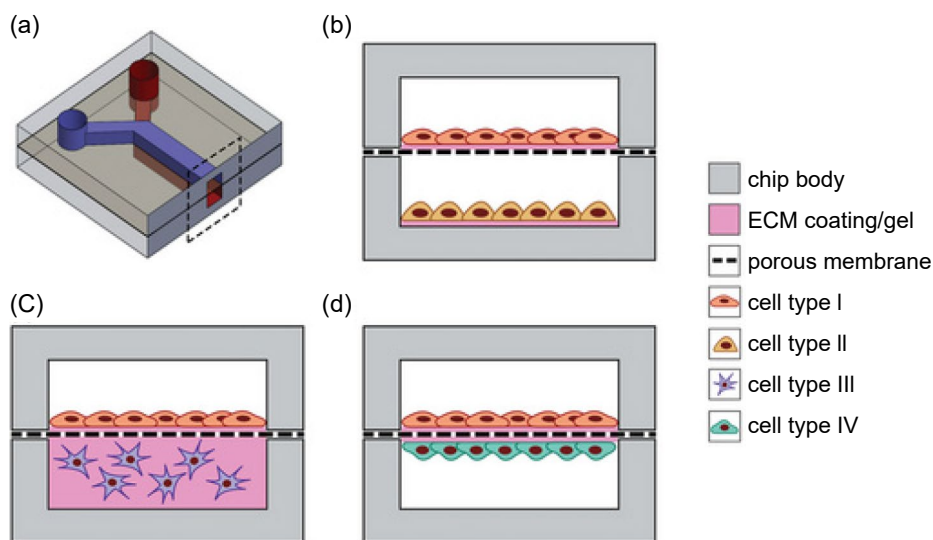 (a)
(b)
chip body
ECM coating/gel
porous membrane
(C)
(d)
cell type I
cell type II
cell type III
cell type IV